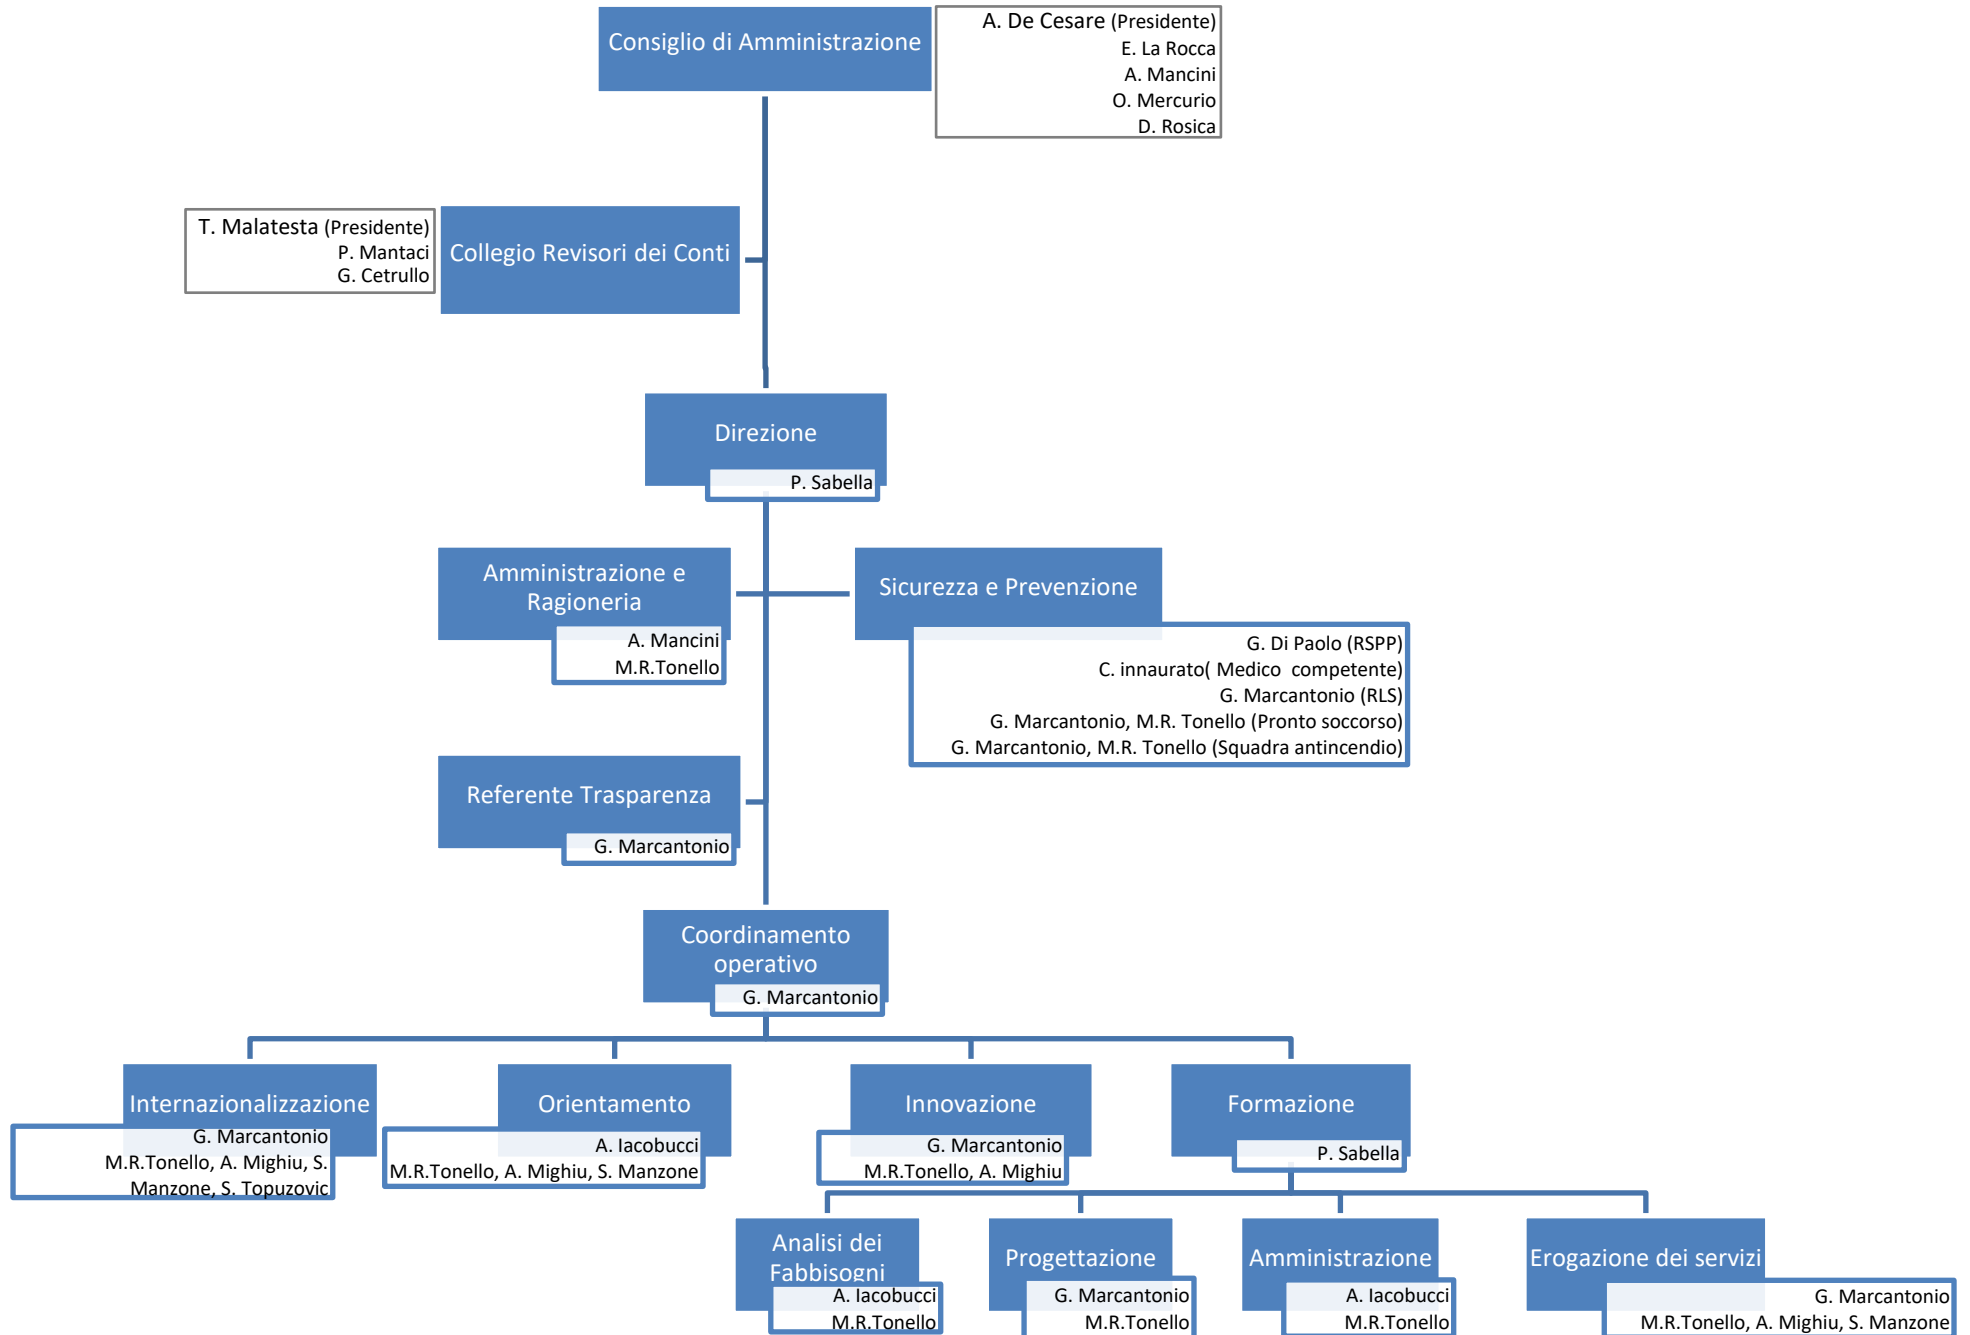 Consiglio di Amministrazione
A. De Cesare (Presidente)
E. La Rocca
A. Mancini
O. Mercurio
D. Rosica
T. Malatesta (Presidente)
P. Mantaci
G. Cetrullo
Collegio Revisori dei Conti
Direzione
P. Sabella
Amministrazione e
Ragioneria
A. Mancini
M.R.Tonello
Sicurezza e Prevenzione
G. Di Paolo (RSPP)
C. innaurato( Medico  competente)
G. Marcantonio (RLS)
G. Marcantonio, M.R. Tonello (Pronto soccorso)
G. Marcantonio, M.R. Tonello (Squadra antincendio)
Referente Trasparenza
G. Marcantonio
Coordinamento
operativo
G. Marcantonio
Internazionalizzazione
G. Marcantonio
M.R.Tonello, A. Mighiu, S.
Manzone, S. Topuzovic
Orientamento
A. Iacobucci
M.R.Tonello, A. Mighiu, S. Manzone
Innovazione
G. Marcantonio
M.R.Tonello, A. Mighiu
Formazione
P. Sabella
Analisi dei
Fabbisogni
A. Iacobucci
M.R.Tonello
Progettazione
G. Marcantonio
M.R.Tonello
Amministrazione
A. Iacobucci
M.R.Tonello
Erogazione dei servizi
G. Marcantonio
M.R.Tonello, A. Mighiu, S. Manzone